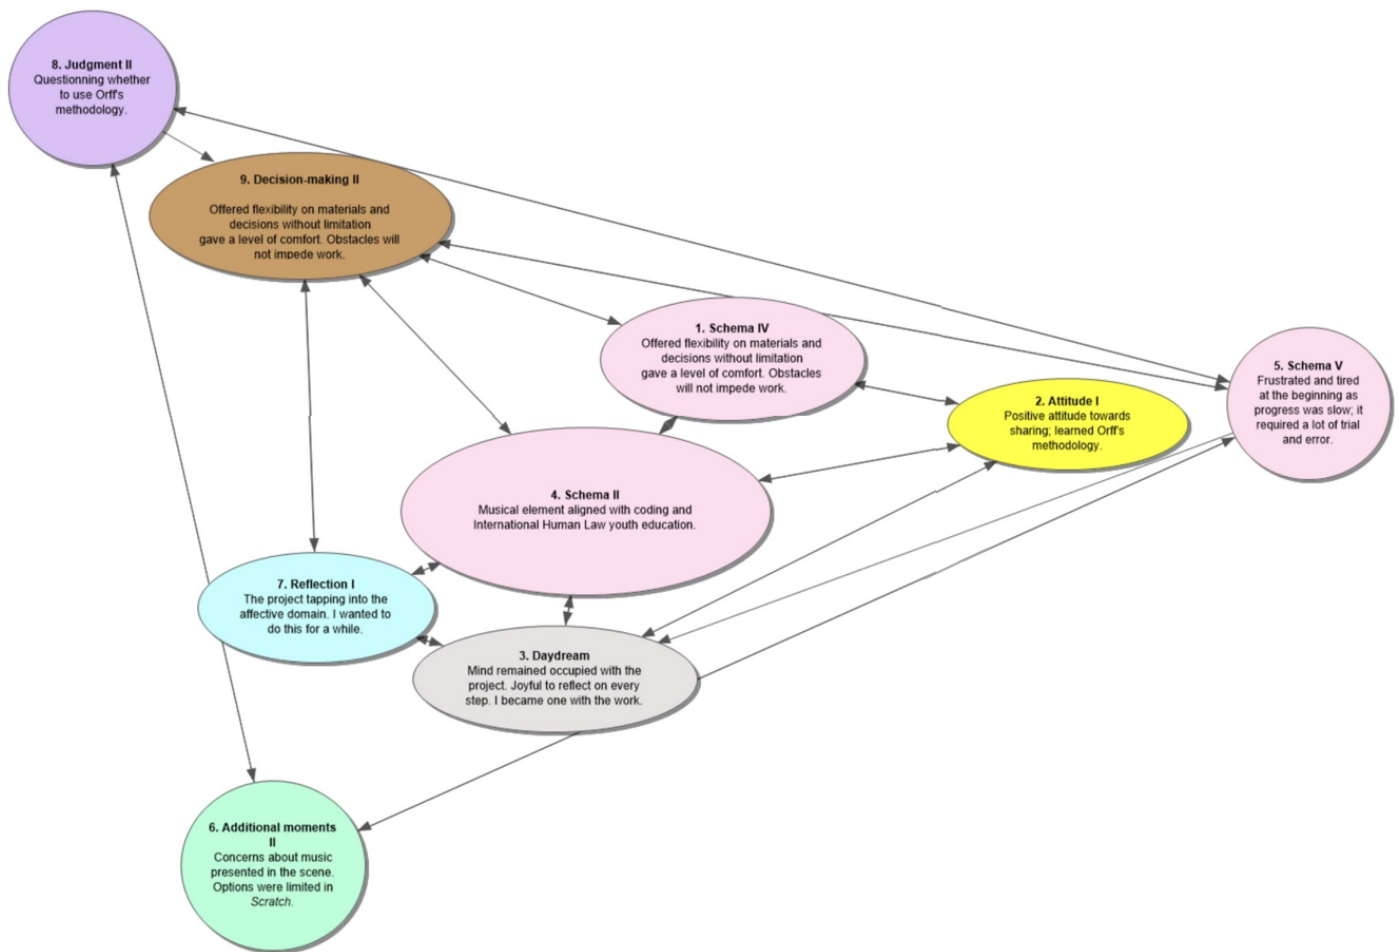 8. Judgment II
Questionning whether
to use Orff's
methodology.
9. Decision-making II
Offered flexibility on materials and
decisions without limitation
gave a level of comfort. Obstacles will
not impede work.
1. Schema IV
Offered flexibility on materials and
decisions without limitation
gave a level of comfort. Obstacles
will not impede work.
2. Attitude I
Positive attitude towards
sharing; learned Orff's
methodology.
5. Schema V
Frustrated and tired
at the beginning as
progress was slow; it
required a lot of trial
and error.
4. Schema II
Musical element aligned with coding and
International Human Law youth education.
7. Reflection I
The project tapping into the
affective domain. I wanted to
do this for a while.
3. Daydream
Mind remained occupied with the
project. Joyful to reflect on every
step. I became one with the work.
6. Additional moments
II
Concerns about music
presented in the scene.
Options were limited in
Scratch.